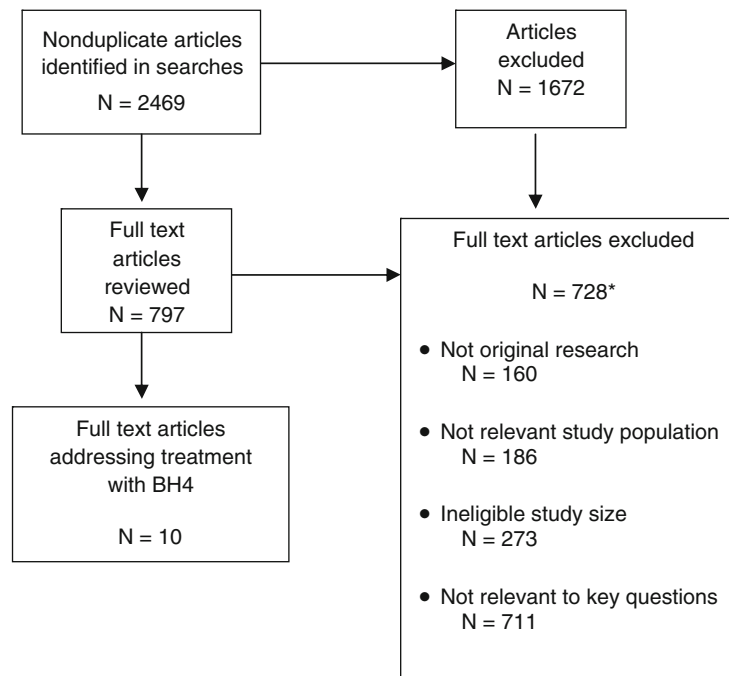 Nonduplicate articles
identified in searches
N = 2469
Articles
excluded
N = 1672
Full text
articles
reviewed
N = 797
Full text articles excluded
N = 728*
• Not original research
N = 160
• Not relevant study population
N = 186
• Ineligible study size
N = 273
• Not relevant to key questions
N = 711
Full text articles
addressing treatment
with BH4
N = 10